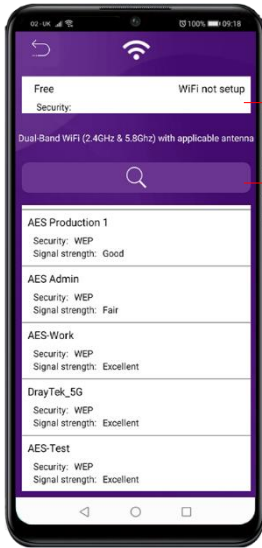 02-UK 100% 09:18
Free WiFi not setup
Security:
Dual-Band WiFi (2.4GHz & 5.8Ghz) with applicable antenna
AES Production 1
Security: WEP
Signal strength: Good
AES Admin
Security: WEP
Signal strength: Fair
AES-Work
Security: WEP
Signal strength: Excellent
DrayTek_5G
Security: WEP
Signal strength: Excellent
AES-Test
Security: WEP
Signal strength: Excellent